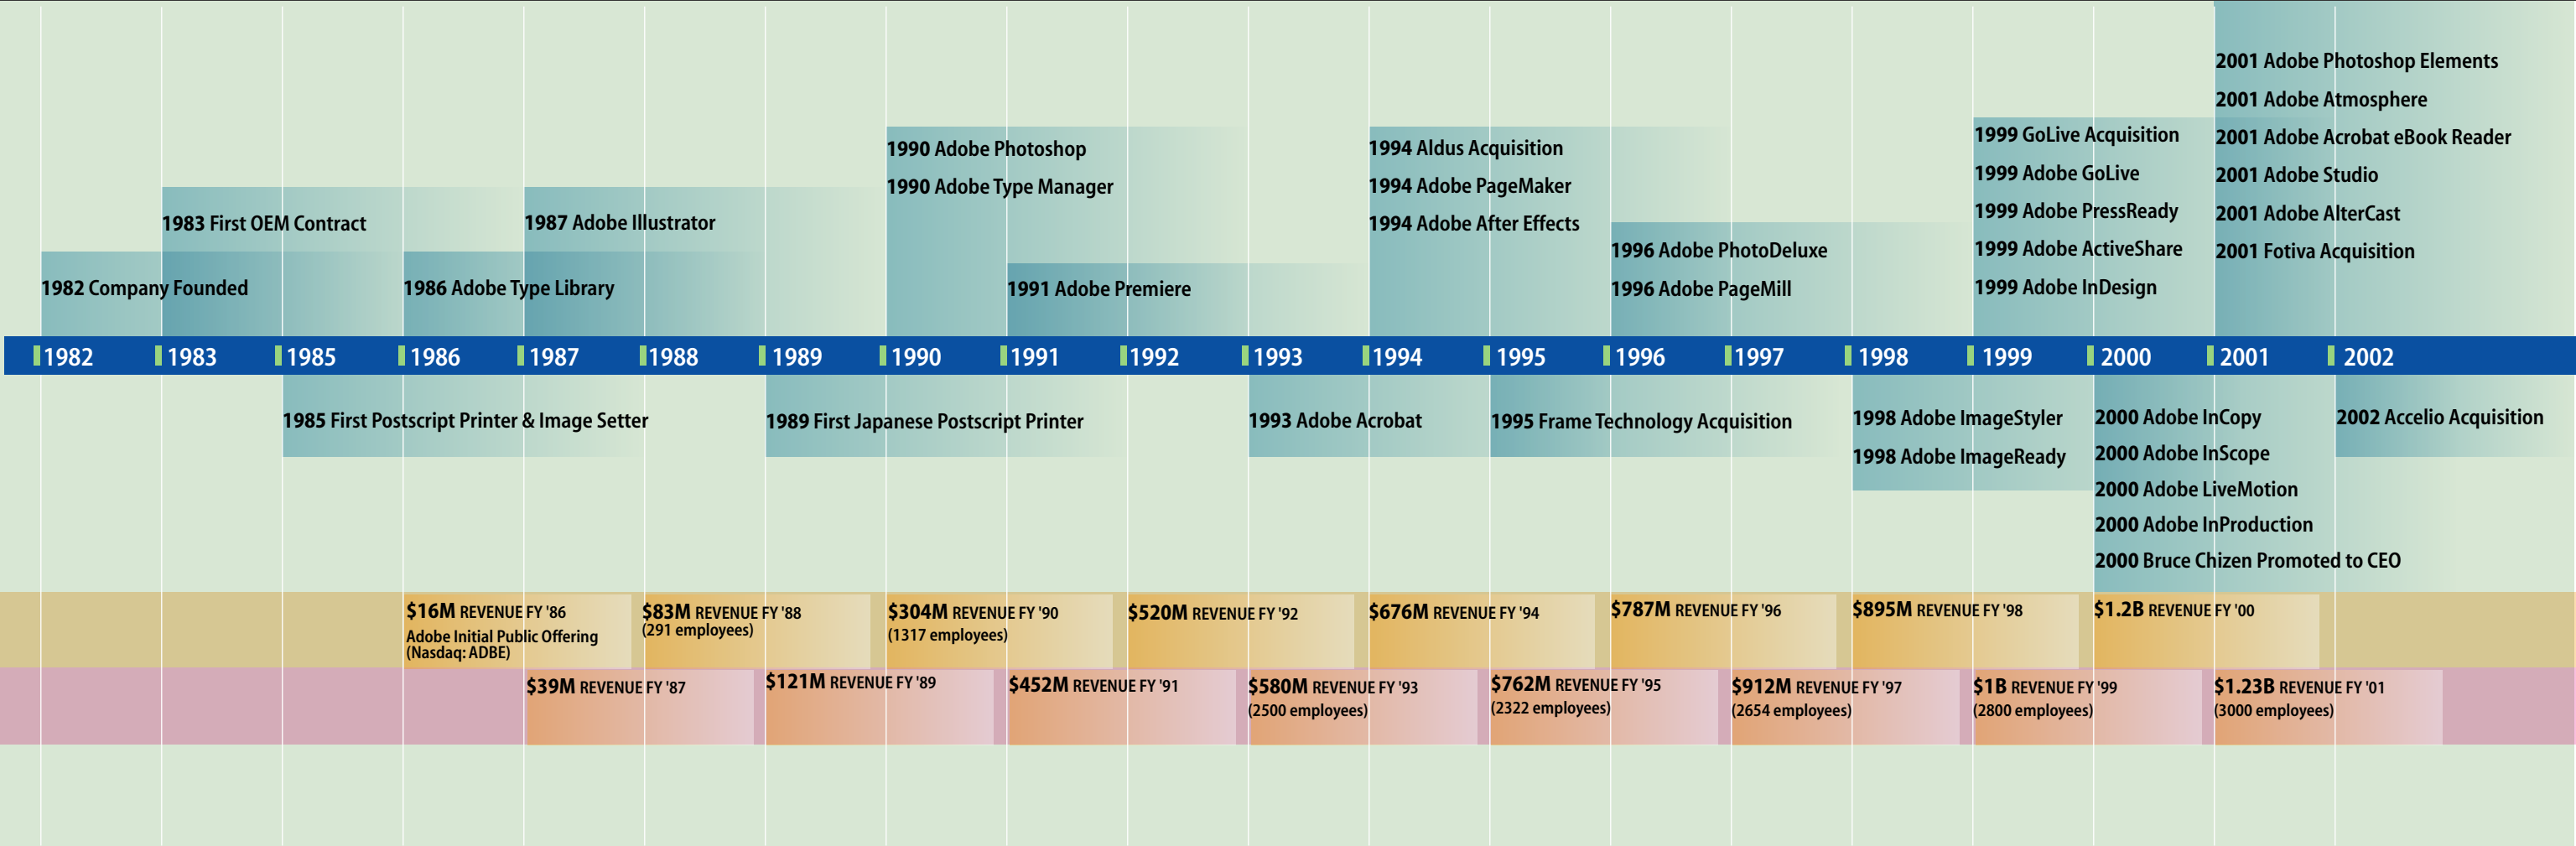 2001 Adobe Photoshop Elements
2001 Adobe Atmosphere
2001 Adobe Acrobat eBook Reader
2001 Adobe Studio
2001 Adobe AlterCast
2001 Fotiva Acquisition
1999 GoLive Acquisition
1999 Adobe GoLive
1999 Adobe PressReady
1999 Adobe ActiveShare
1999 Adobe InDesign
1990 Adobe Photoshop
1990 Adobe Type Manager
1994 Aldus Acquisition
1994 Adobe PageMaker
1994 Adobe After Effects
1983 First OEM Contract
1987 Adobe Illustrator
1996 Adobe PhotoDeluxe
1996 Adobe PageMill
1982 Company Founded
1986 Adobe Type Library
1991 Adobe Premiere
1982 1983 1985 1986 1987 1988 1989 1990 1991 1992 1993 1994 1995 1996 1997 1998 1999 2000 2001 2002
1985 First Postscript Printer & Image Setter
1989 First Japanese Postscript Printer
1993 Adobe Acrobat
1995 Frame Technology Acquisition
1998 Adobe ImageStyler
1998 Adobe ImageReady
2000 Adobe InCopy
2000 Adobe InScope
2000 Adobe LiveMotion
2000 Adobe InProduction
2000 Bruce Chizen Promoted to CEO
2002 Accelio Acquisition
$16M REVENUE FY '86
Adobe Initial Public Offering
(Nasdaq: ADBE)
$83M REVENUE FY '88
(291 employees)
$304M REVENUE FY '90
(1317 employees)
$520M REVENUE FY '92
$676M REVENUE FY '94
$787M REVENUE FY '96
$895M REVENUE FY '98
$1.2B REVENUE FY '00
$39M REVENUE FY '87
$121M REVENUE FY '89
$452M REVENUE FY '91
$580M REVENUE FY '93
(2500 employees)
$762M REVENUE FY '95
(2322 employees)
$912M REVENUE FY '97
(2654 employees)
$1B REVENUE FY '99
(2800 employees)
$1.23B REVENUE FY '01
(3000 employees)